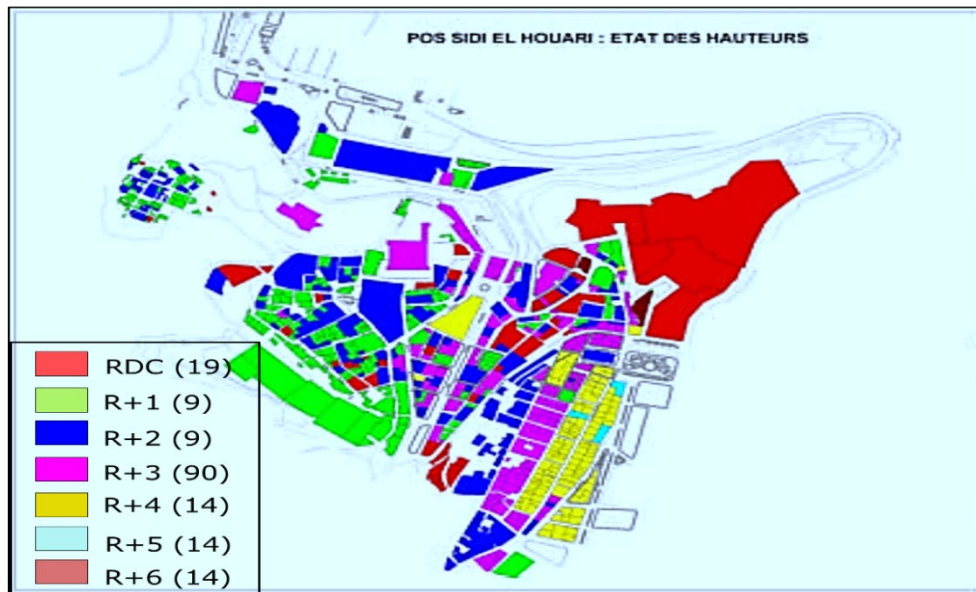 POS SIDI EL HOUARI : ETAT DES HAUTEURS
RDC (19)
R+1 (9)
R+2 (9)
R+3 (90)
R+4 (14)
R+5 (14)
R+6 (14)